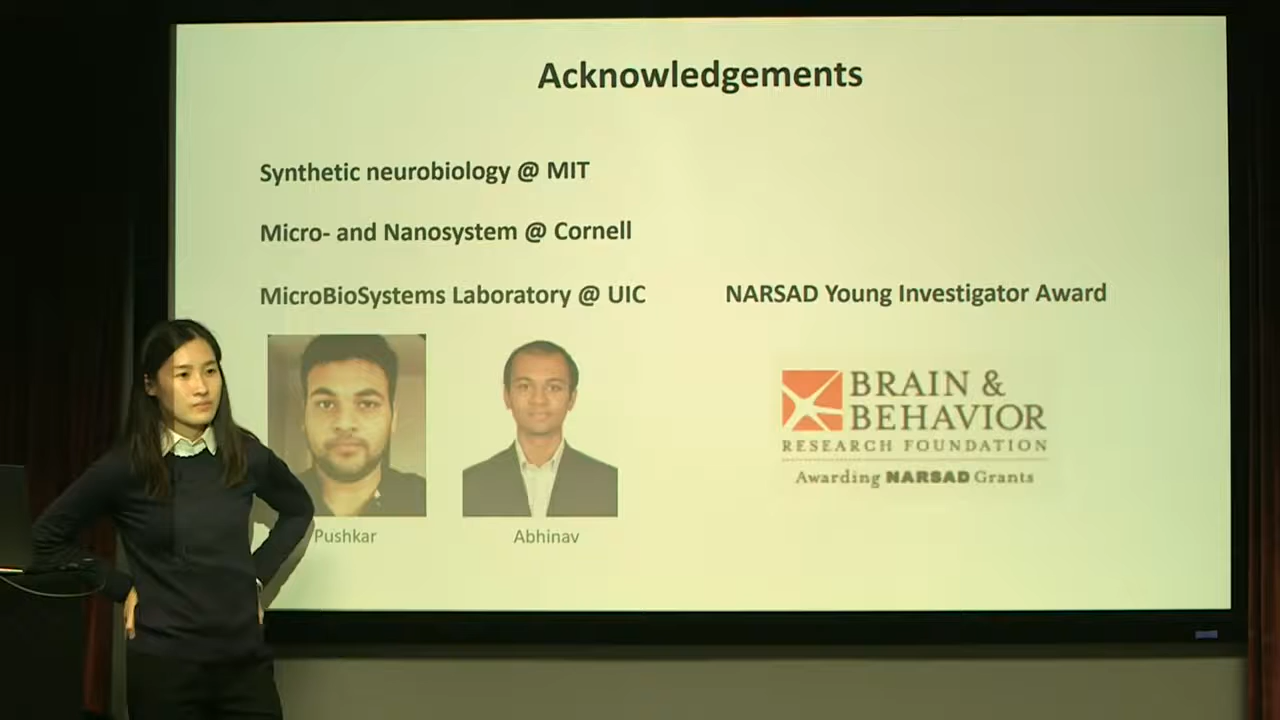 Acknowledgements
Synthetic neurobiology @ MIT
Micro- and Nanosystem @ Cornell
MicroBioSystems Laboratory @ UIC
NARSAD Young Investigator Award
BRAIN &
BEHAVIOR
RESEARCH FOUNDATION
Awarding NARSAD Grants
Pushkar
Abhinav